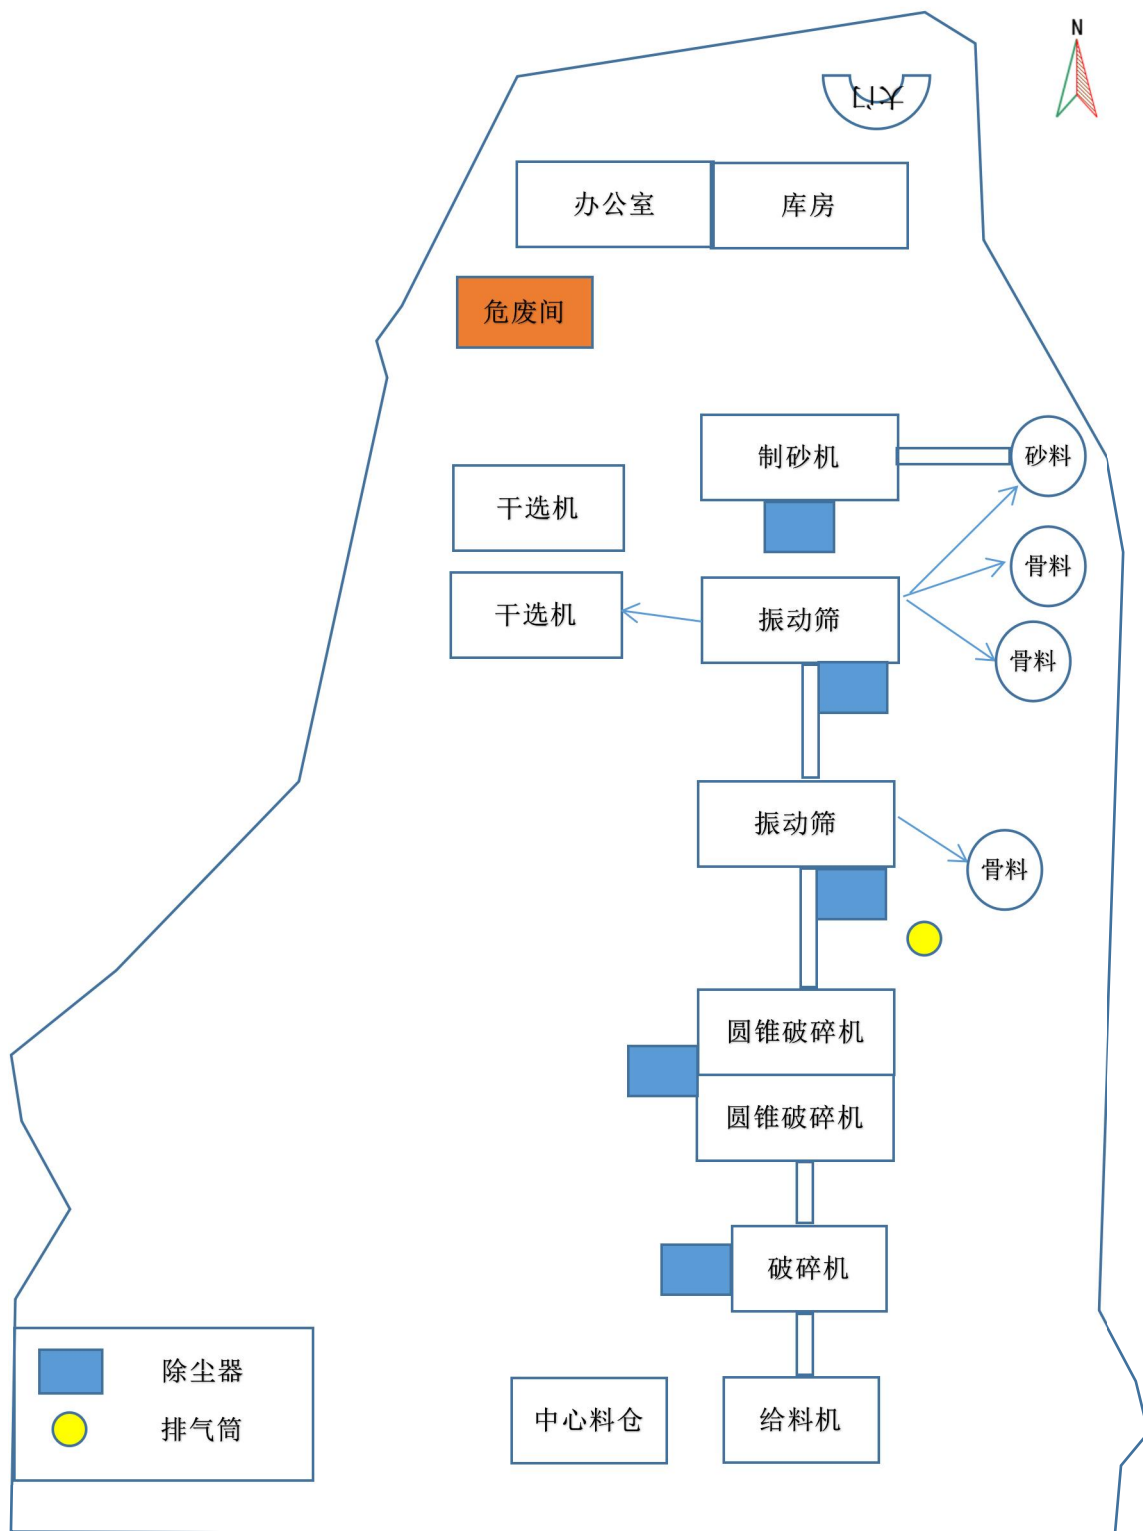 N
大门
办公室
库房
危废间
制砂机
砂料
干选机
骨料
干选机
振动筛
骨料
振动筛
骨料
圆锥破碎机
圆锥破碎机
破碎机
除尘器
排气筒
中心料仓
给料机